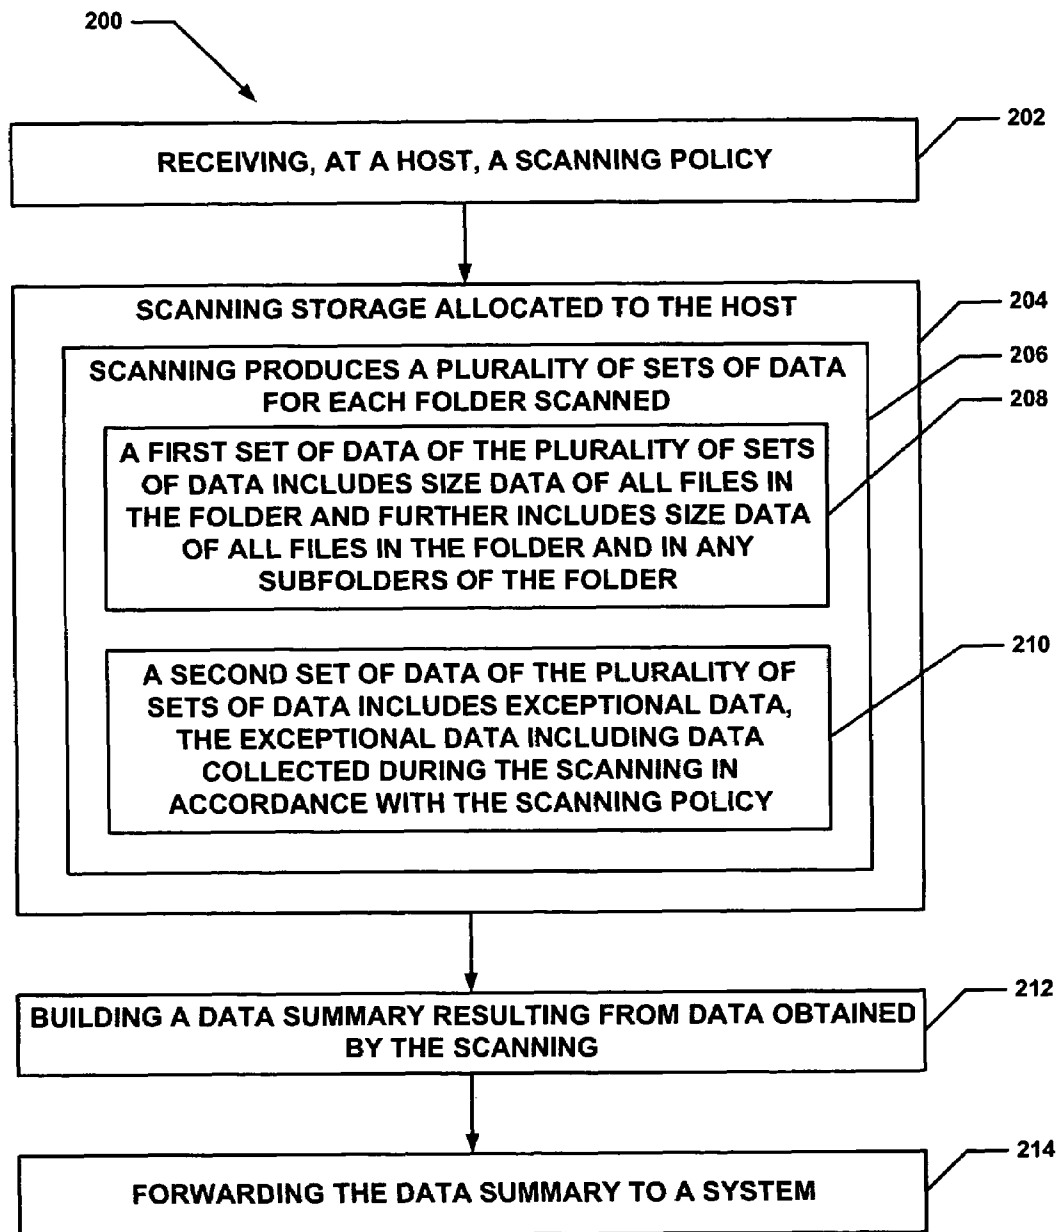 200
202
RECEIVING, AT A HOST, A SCANNING POLICY
204
SCANNING STORAGE ALLOCATED TO THE HOST
206
SCANNING PRODUCES A PLURALITY OF SETS OF DATA
FOR EACH FOLDER SCANNED
208
A FIRST SET OF DATA OF THE PLURALITY OF SETS
OF DATA INCLUDES SIZE DATA OF ALL FILES IN
THE FOLDER AND FURTHER INCLUDES SIZE DATA
OF ALL FILES IN THE FOLDER AND IN ANY
SUBFOLDERS OF THE FOLDER
210
A SECOND SET OF DATA OF THE PLURALITY OF
SETS OF DATA INCLUDES EXCEPTIONAL DATA,
THE EXCEPTIONAL DATA INCLUDING DATA
COLLECTED DURING THE SCANNING IN
ACCORDANCE WITH THE SCANNING POLICY
212
BUILDING A DATA SUMMARY RESULTING FROM DATA OBTAINED
BY THE SCANNING
214
FORWARDING THE DATA SUMMARY TO A SYSTEM